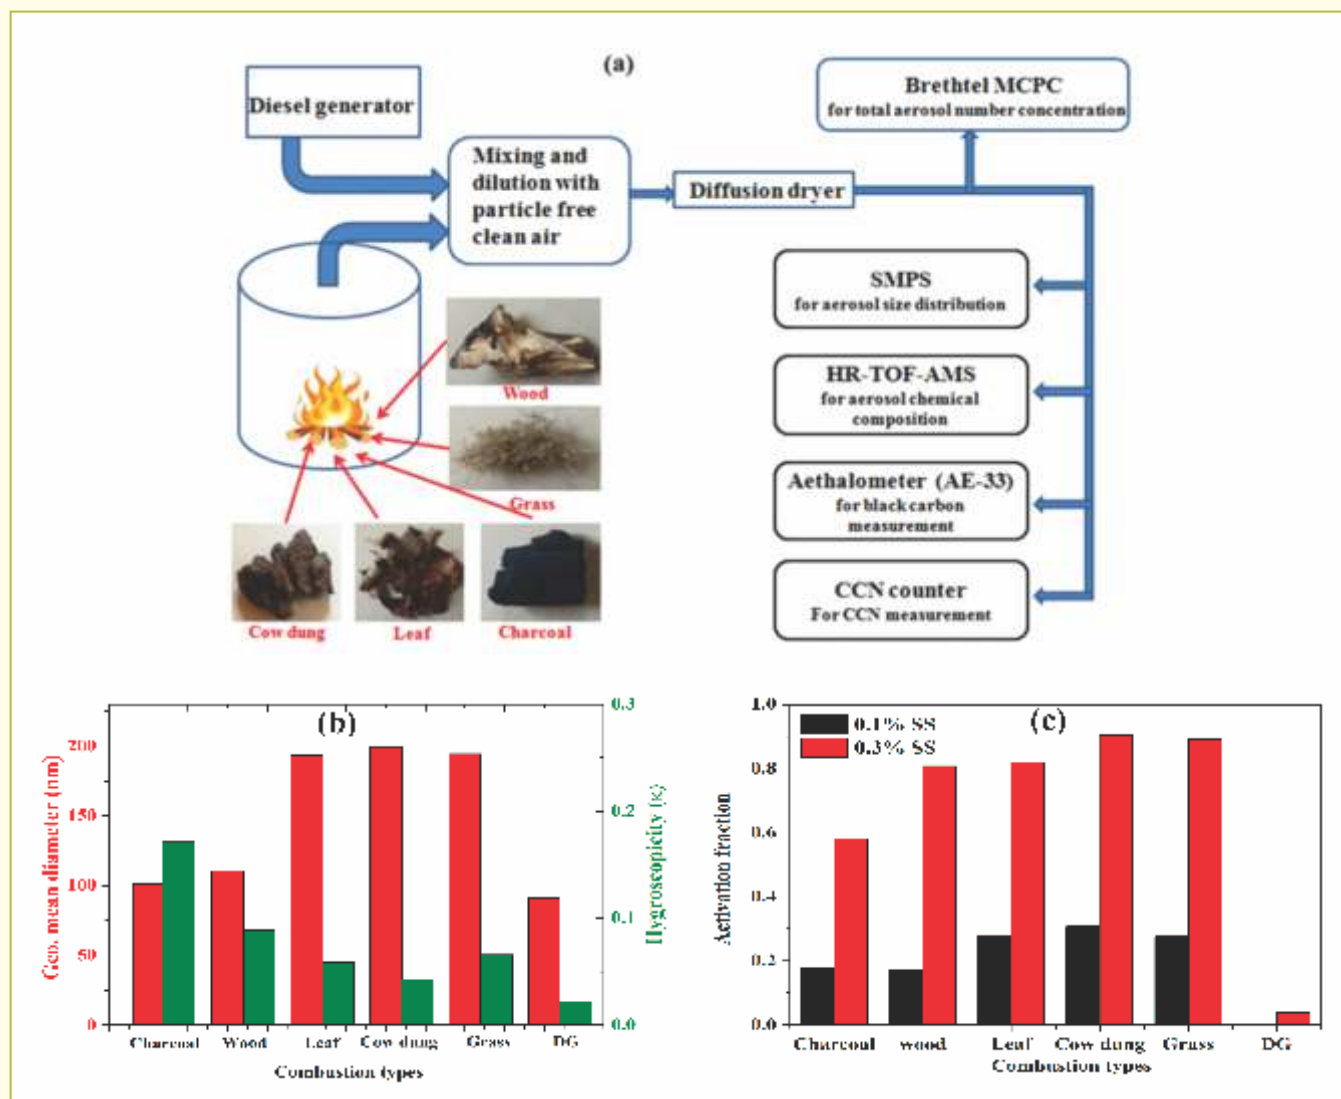 (a)
Diesel generator
Mixing and
dilution with
particle free
clean air
Diffusion dryer
Brethtel MCPC
for total aerosol number concentration
SMPS
for aerosol size distribution
HR-TOF-AMS
for aerosol chemical
composition
Aethalometer (AE-33)
for black carbon
measurement
CCN counter
For CCN measurement
Wood
Grass
Cow dung
Leaf
Charcoal
(b)
Geo. mean diameter (nm)
200
150
100
50
0
Hygroscopicity (κ)
0.3
0.2
0.1
0.0
Charcoal
Wood
Leaf
Cow dung
Grass
DG
Combustion types
(c)
0.1% SS
0.3% SS
Activation fraction
1.0
0.8
0.6
0.4
0.2
0.0
Charcoal
wood
Leaf
Cow dung
Grass
DG
Combustion types